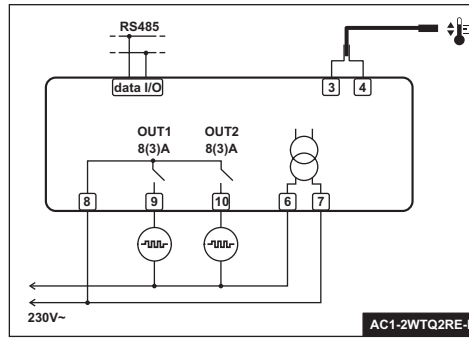 RS485
data I/O
3 4
OUT1 OUT2
8(3)A 8(3)A
8 9 10 6 7
230V~
AC1-2WTQ2RE-